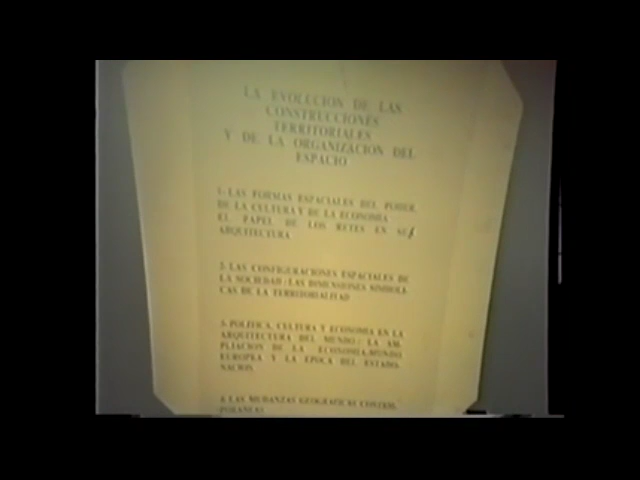 LA EVOLUCION DE LAS
CONSTRUCCIONES
TERRITORIALES
Y DE LA ORGANIZACION DEL
ESPACIO
1-LAS FORMAS ESPACIALES DEL PODER,
DE LA CULTURA Y DE LA ECONOMIA
EL PAPEL DE LOS RETES EN SU
ARQUITECTURA
2-LAS CONFIGURACIONES ESPACIALES DE
LA SOCIEDAD : LAS DIMENSIONES SIMBOLI-
CAS DE LA TERRITORIALITAD
3-POLITICA, CULTURA Y ECONOMIA EN LA
ARQUITECTURA DEL MUNDO : LA AM-
PLIACION DE LA ECONOMIA-MUNDO
EUROPEA Y LA EPOCA DEL ESTADO-
NACION
4-LAS MUDANZAS GEOGRAFICAS CONTEM-
PORANEAS